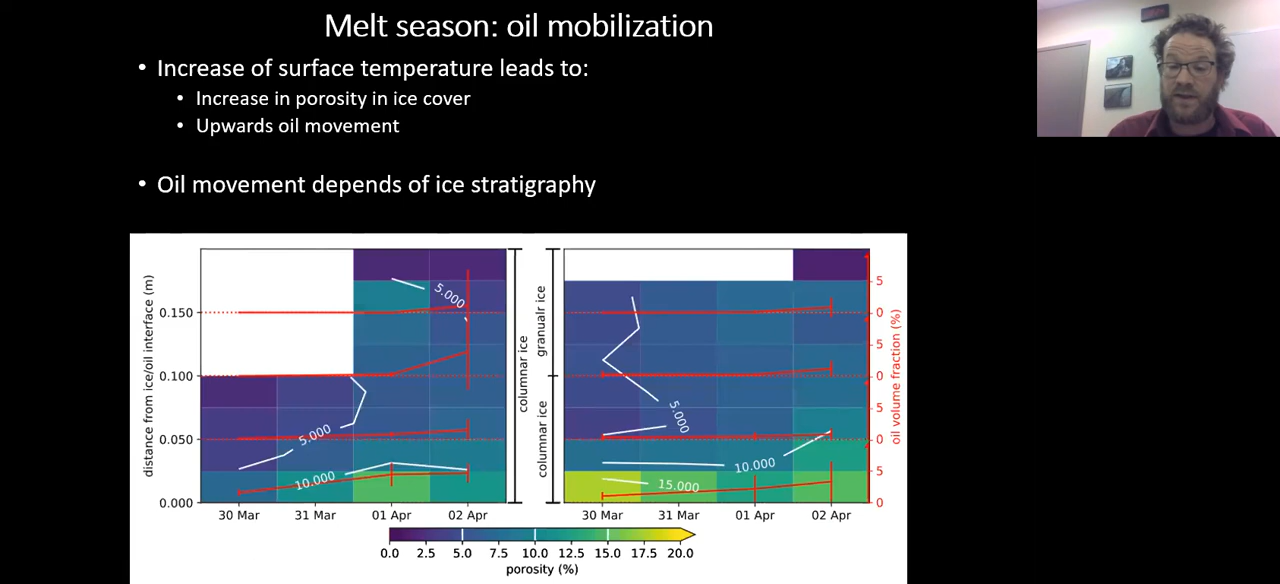 Melt season: oil mobilization
• Increase of surface temperature leads to:
• Increase in porosity in ice cover
• Upwards oil movement
• Oil movement depends of ice stratigraphy
distance from ice/oil interface (m)
0.150
0.100
0.050
0.000
5.000
5.000
10.000
30 Mar 31 Mar 01 Apr 02 Apr
columnar ice
granualr ice
columnar ice
5.000
10.000
15.000
30 Mar 31 Mar 01 Apr 02 Apr
5
0
5
0
5
0
5
0
oil volume fraction (%)
0.0 2.5 5.0 7.5 10.0 12.5 15.0 17.5 20.0
porosity (%)